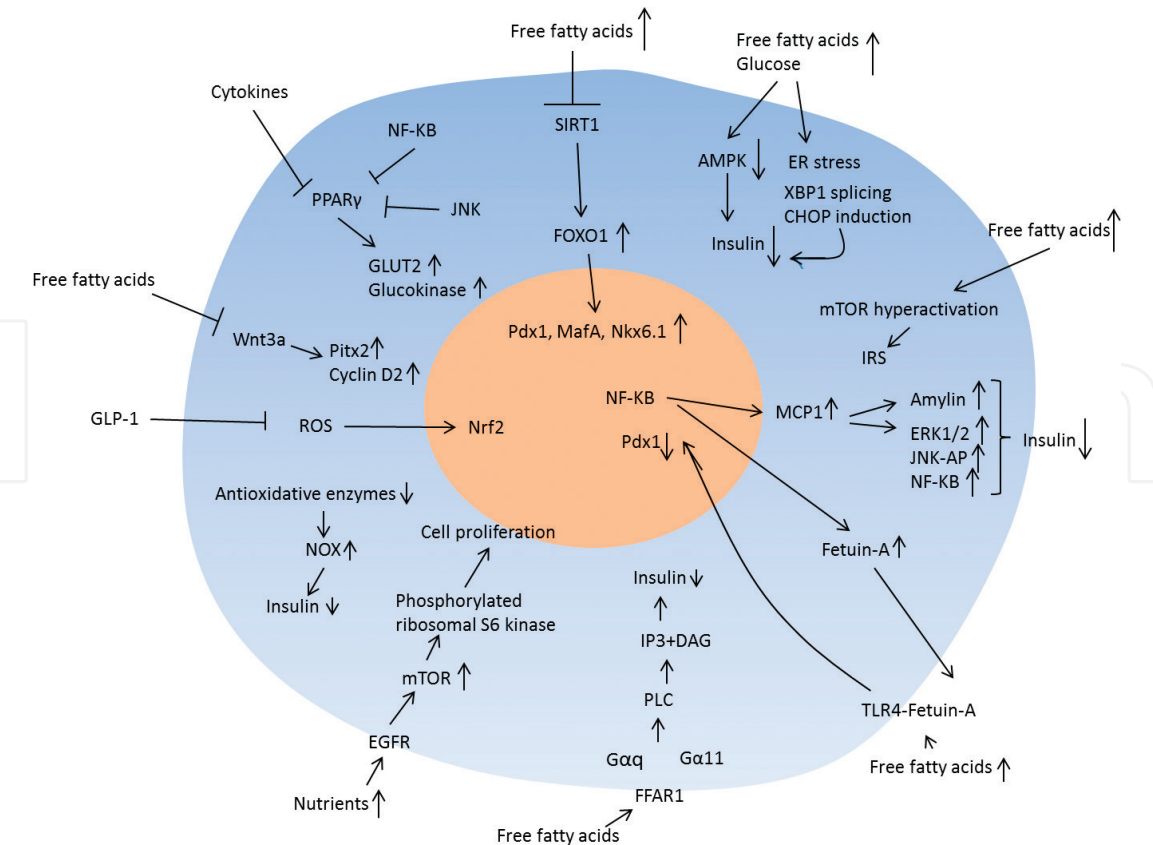 Free fatty acids ↑
Free fatty acids ↑
Glucose
Cytokines
NF-KB
SIRT1
AMPK ↓
ER stress
XBP1 splicing
CHOP induction
PPARγ
JNK
FOXO1 ↑
Insulin ↓
Free fatty acids ↑
GLUT2 ↑
Glucokinase ↑
Free fatty acids
mTOR hyperactivation
Wnt3a
Pitx2 ↑
Cyclin D2 ↑
Pdx1, MafA, Nkx6.1 ↑
IRS
NF-KB
MCP1 ↑
Amylin ↑
ERK1/2 ↑
JNK-AP ↑
NF-KB ↑
Insulin ↓
GLP-1
ROS
Nrf2
Pdx1 ↓
Antioxidative enzymes ↓
NOX ↑
Insulin ↓
Cell proliferation
Phosphorylated
ribosomal S6 kinase
mTOR ↑
EGFR
Nutrients ↑
Insulin ↓
IP3+DAG
PLC
Gαq
Gα11
FFAR1
Free fatty acids
Fetuin-A ↑
TLR4-Fetuin-A
Free fatty acids ↑